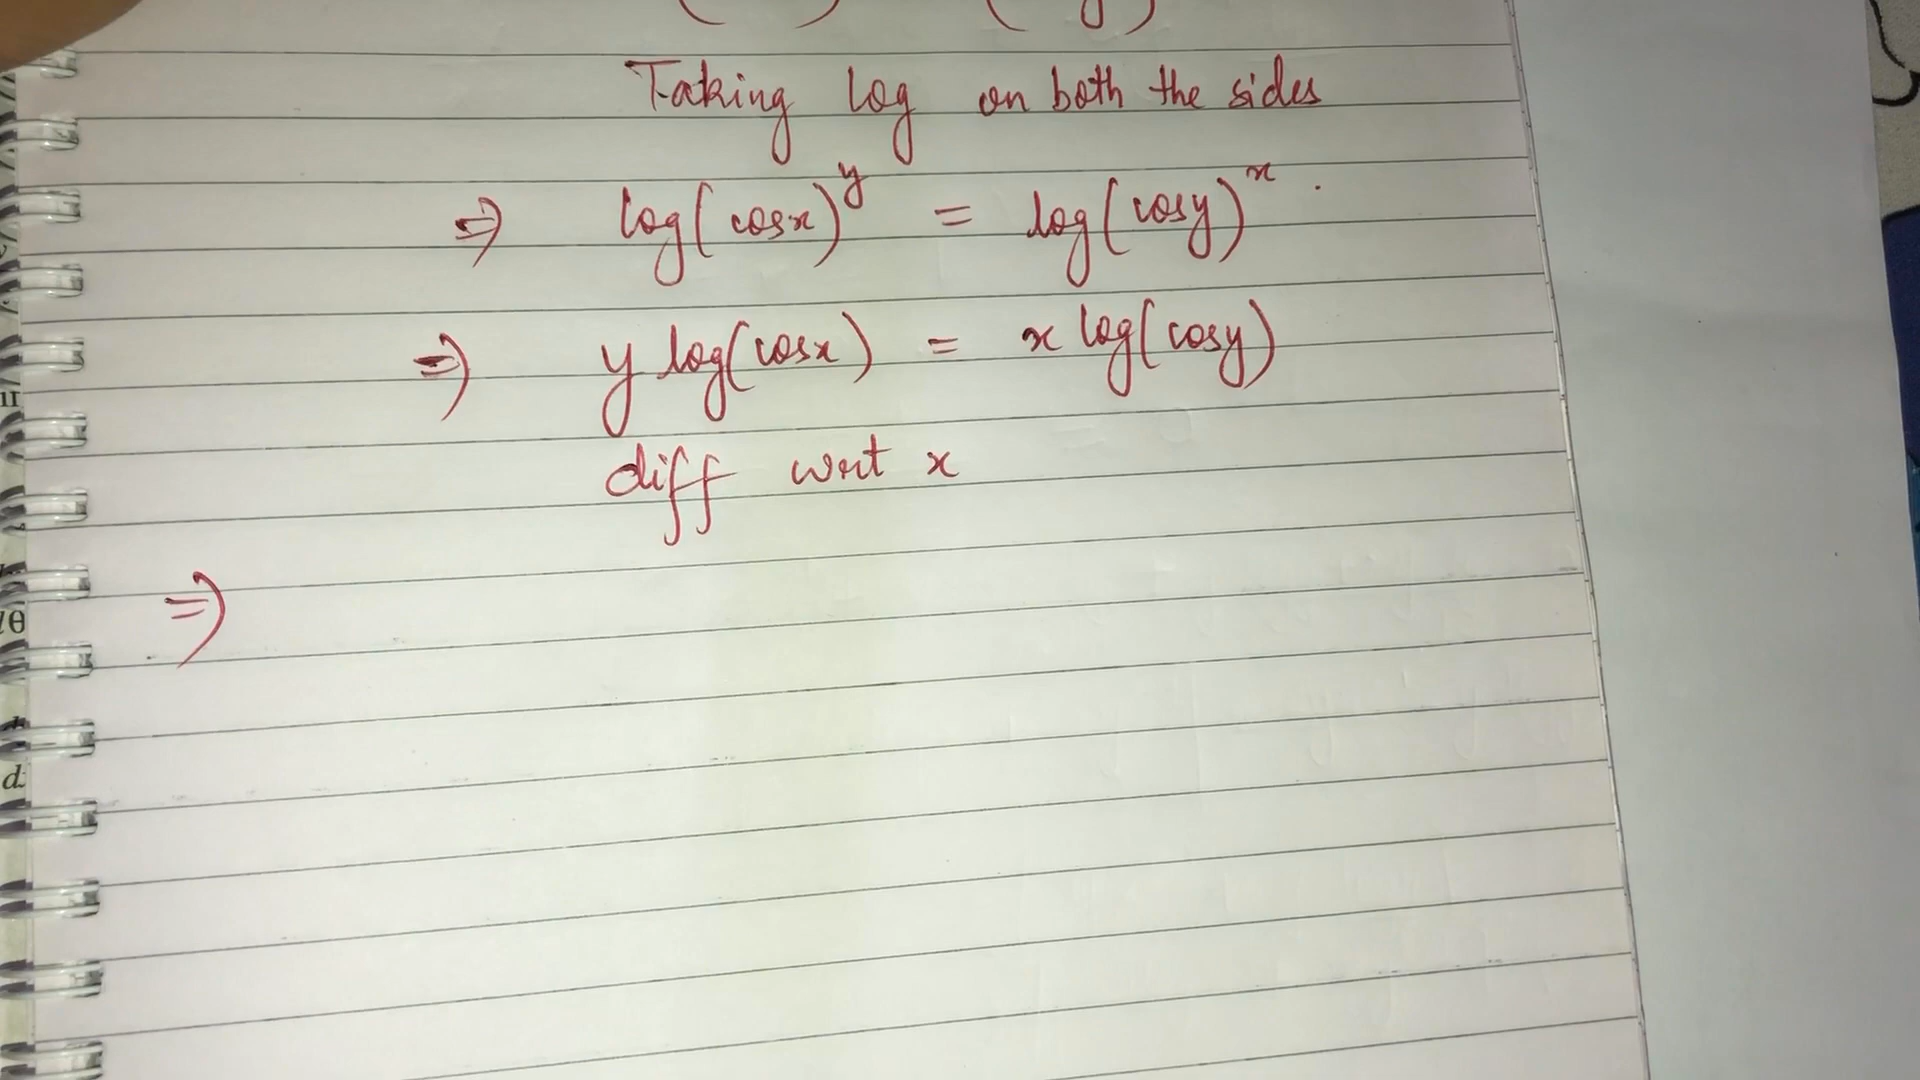 Taking log on both the sides
⇒ log(cosx)^y = log(cosy)^x .
⇒ y log(cosx) = x log(cosy)
diff wrt x
⇒